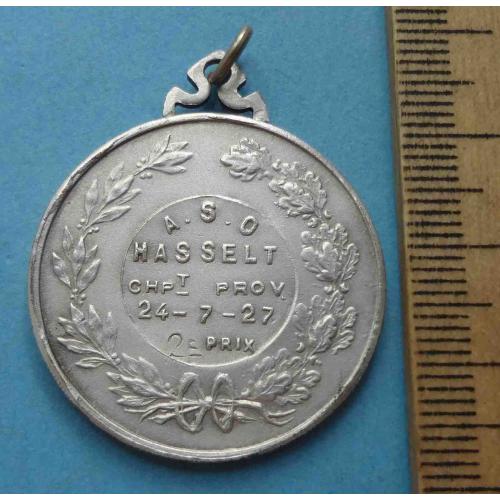 A.S.O
HASSELT
CHPT PROV
24-7-27
2E PRIX